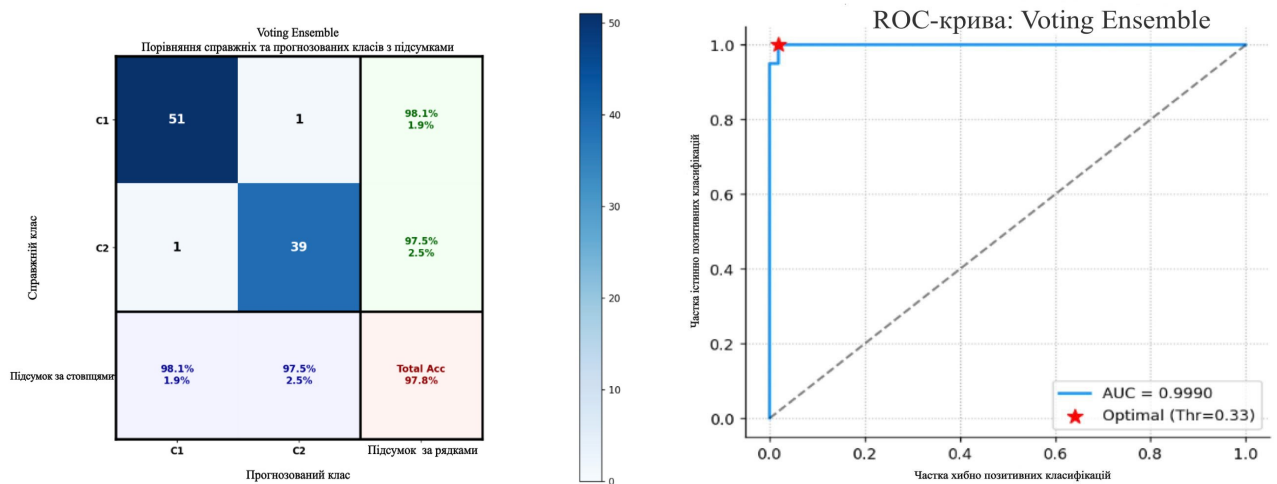 Voting Ensemble
Порівняння справжніх та прогнозованих класів з підсумками
C1
51
1
98.1%
1.9%
C2
1
39
97.5%
2.5%
Справжній клас
Підсумок за стовпцями
98.1%
1.9%
97.5%
2.5%
Total Acc
97.8%
C1
C2
Підсумок за рядками
Прогнозований клас
50
40
30
20
10
0
ROC-крива: Voting Ensemble
Частка істинно позитивних класифікацій
1.0
0.8
0.6
0.4
0.2
0.0
AUC = 0.9990
Optimal (Thr=0.33)
0.0
0.2
0.4
0.6
0.8
1.0
Частка хибно позитивних класифікацій